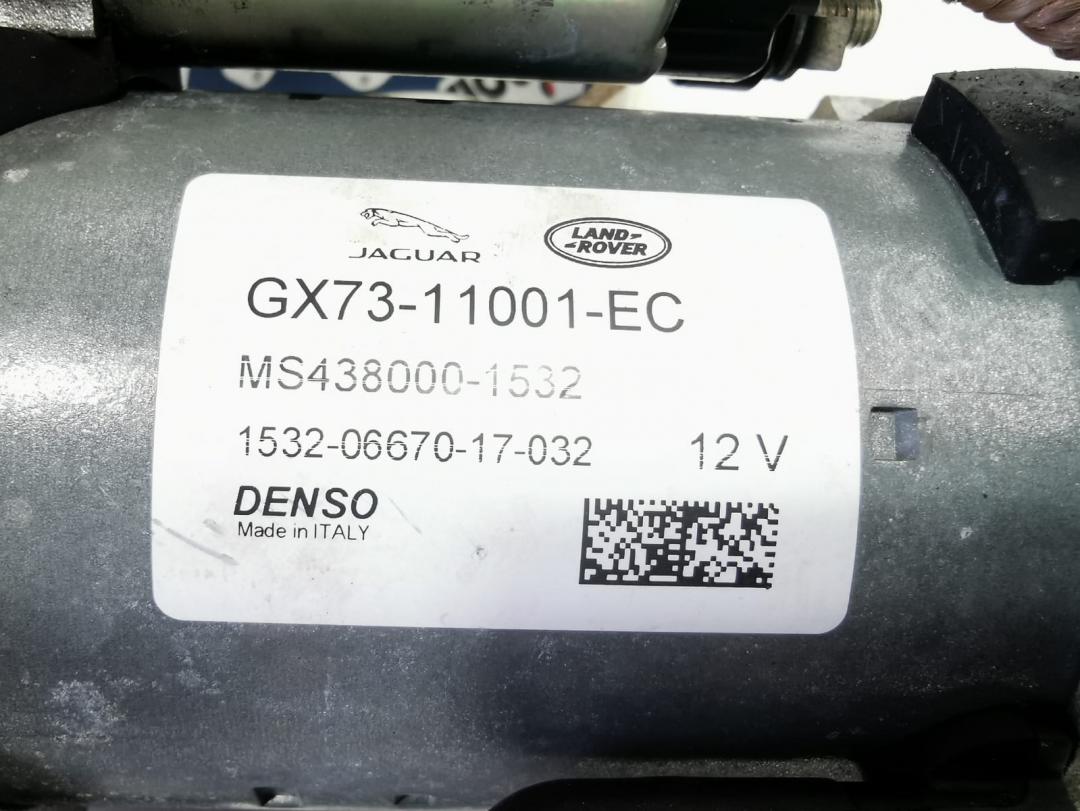 JAGUAR
LAND-
-ROVER
GX73-11001-EC
MS438000-1532
1532-06670-17-032 12 V
DENSO
Made in ITALY